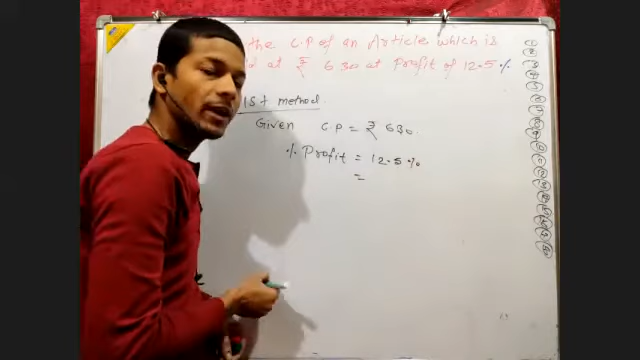 the C.P of an Article which is
at ₹ 630 at Profit of 12.5%
1st method
Given C.P = ₹ 630
% Profit = 12.5%
=